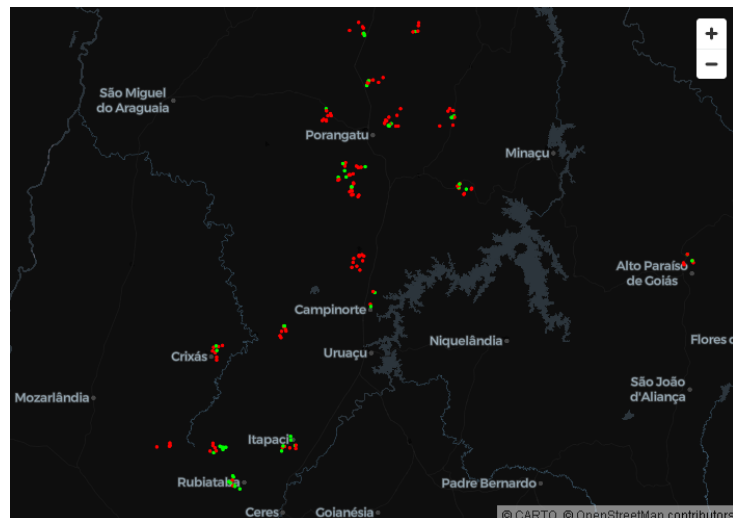 +
−
São Miguel
do Araguaia
Porangatu
Minaçu
Alto Paraíso
de Goiás
Campinorte
Niquelândia
Flores d
Uruaçu
Crixás
São João
d'Aliança
Mozarlândia
Itapaci
Rubiataba
Padre Bernardo
Ceres
Goianésia
© CARTO, © OpenStreetMap contributors